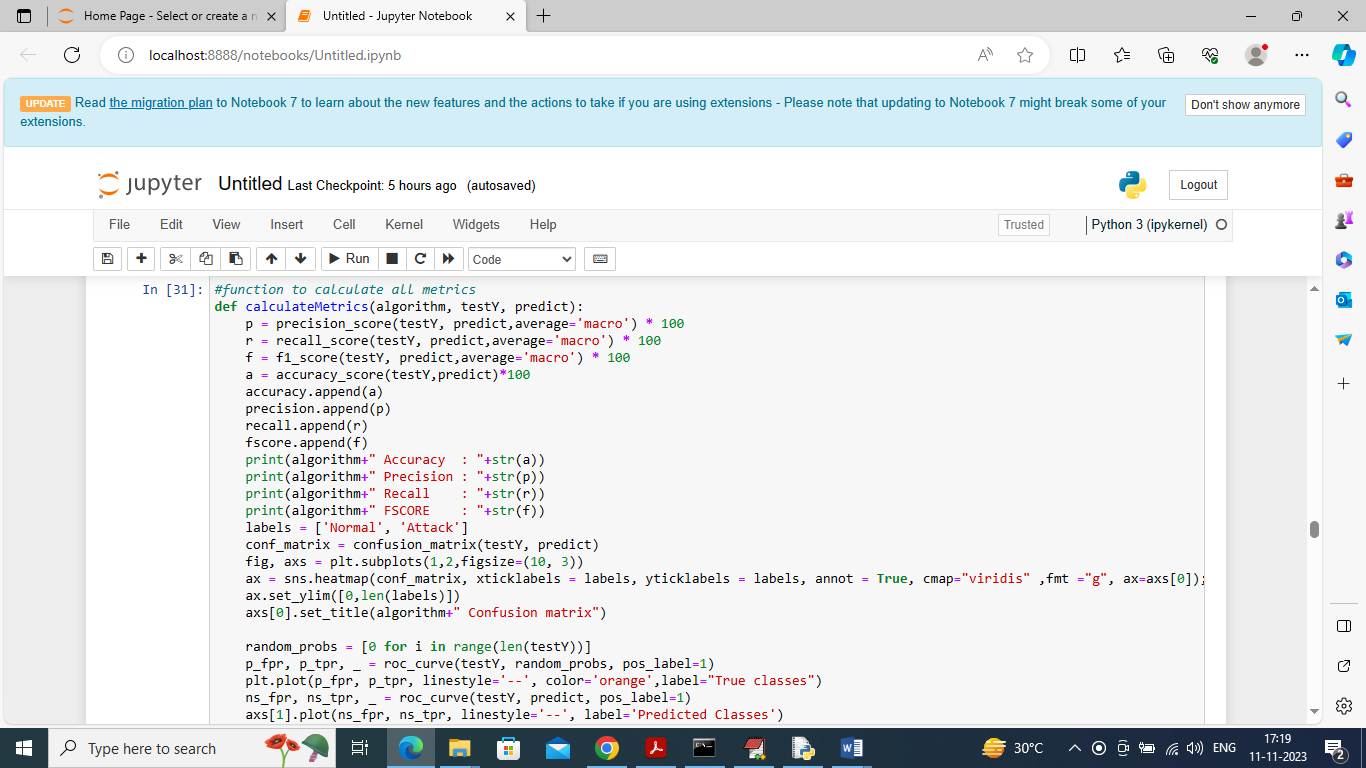 Home Page - Select or create a n
Untitled - Jupyter Notebook
localhost:8888/notebooks/Untitled.ipynb
UPDATE Read the migration plan to Notebook 7 to learn about the new features and the actions to take if you are using extensions - Please note that updating to Notebook 7 might break some of your
extensions.
Don't show anymore
jupyter Untitled Last Checkpoint: 5 hours ago (autosaved)
Logout
File Edit View Insert Cell Kernel Widgets Help
Trusted
Python 3 (ipykernel)
Run
Code
In [31]: #function to calculate all metrics
def calculateMetrics(algorithm, testY, predict):
    p = precision_score(testY, predict,average='macro') * 100
    r = recall_score(testY, predict,average='macro') * 100
    f = f1_score(testY, predict,average='macro') * 100
    a = accuracy_score(testY,predict)*100
    accuracy.append(a)
    precision.append(p)
    recall.append(r)
    fscore.append(f)
    print(algorithm+" Accuracy  : "+str(a))
    print(algorithm+" Precision : "+str(p))
    print(algorithm+" Recall    : "+str(r))
    print(algorithm+" FSCORE    : "+str(f))
    labels = ['Normal', 'Attack']
    conf_matrix = confusion_matrix(testY, predict)
    fig, axs = plt.subplots(1,2,figsize=(10, 3))
    ax = sns.heatmap(conf_matrix, xticklabels = labels, yticklabels = labels, annot = True, cmap="viridis" ,fmt ="g", ax=axs[0]);
    ax.set_ylim([0,len(labels)])
    axs[0].set_title(algorithm+" Confusion matrix")
    random_probs = [0 for i in range(len(testY))]
    p_fpr, p_tpr, _ = roc_curve(testY, random_probs, pos_label=1)
    plt.plot(p_fpr, p_tpr, linestyle='--', color='orange',label="True classes")
    ns_fpr, ns_tpr, _ = roc_curve(testY, predict, pos_label=1)
    axs[1].plot(ns_fpr, ns_tpr, linestyle='--', label='Predicted Classes')
Type here to search
30°C
ENG
17:19
11-11-2023
2